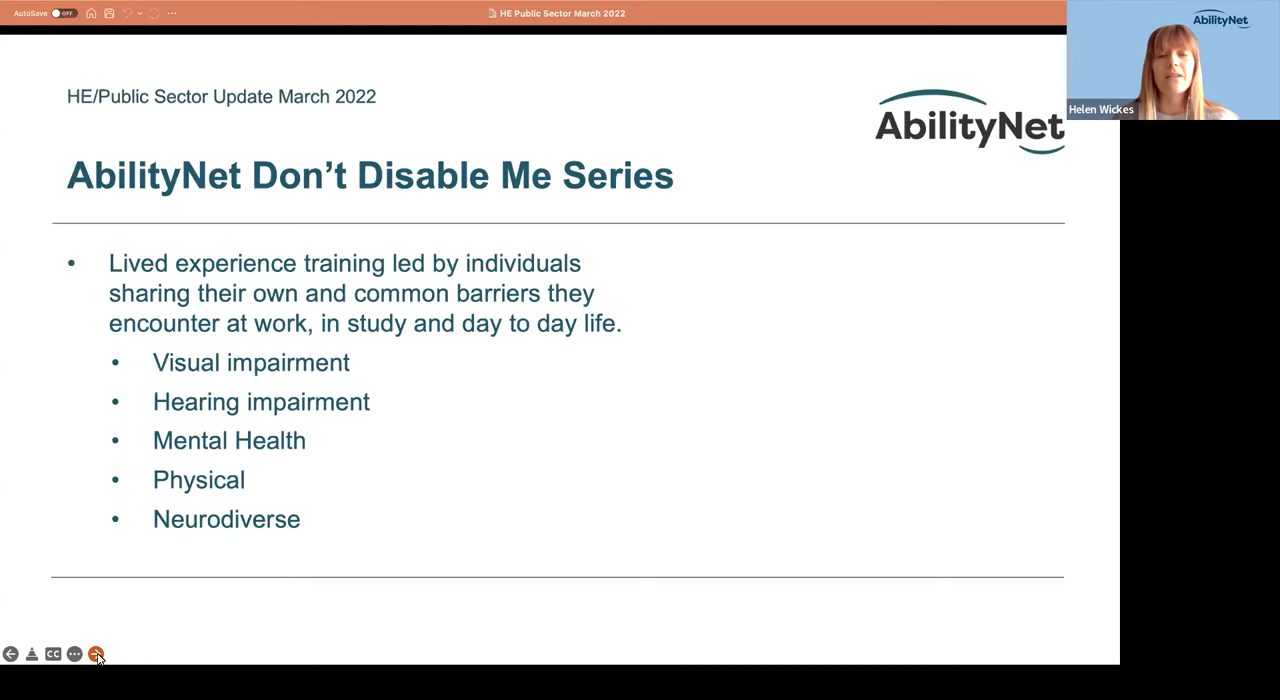 AutoSave OFF
HE Public Sector March 2022
AbilityNet
Helen Wickes
HE/Public Sector Update March 2022
AbilityNet
AbilityNet Don’t Disable Me Series
• Lived experience training led by individuals
sharing their own and common barriers they
encounter at work, in study and day to day life.
• Visual impairment
• Hearing impairment
• Mental Health
• Physical
• Neurodiverse
CC